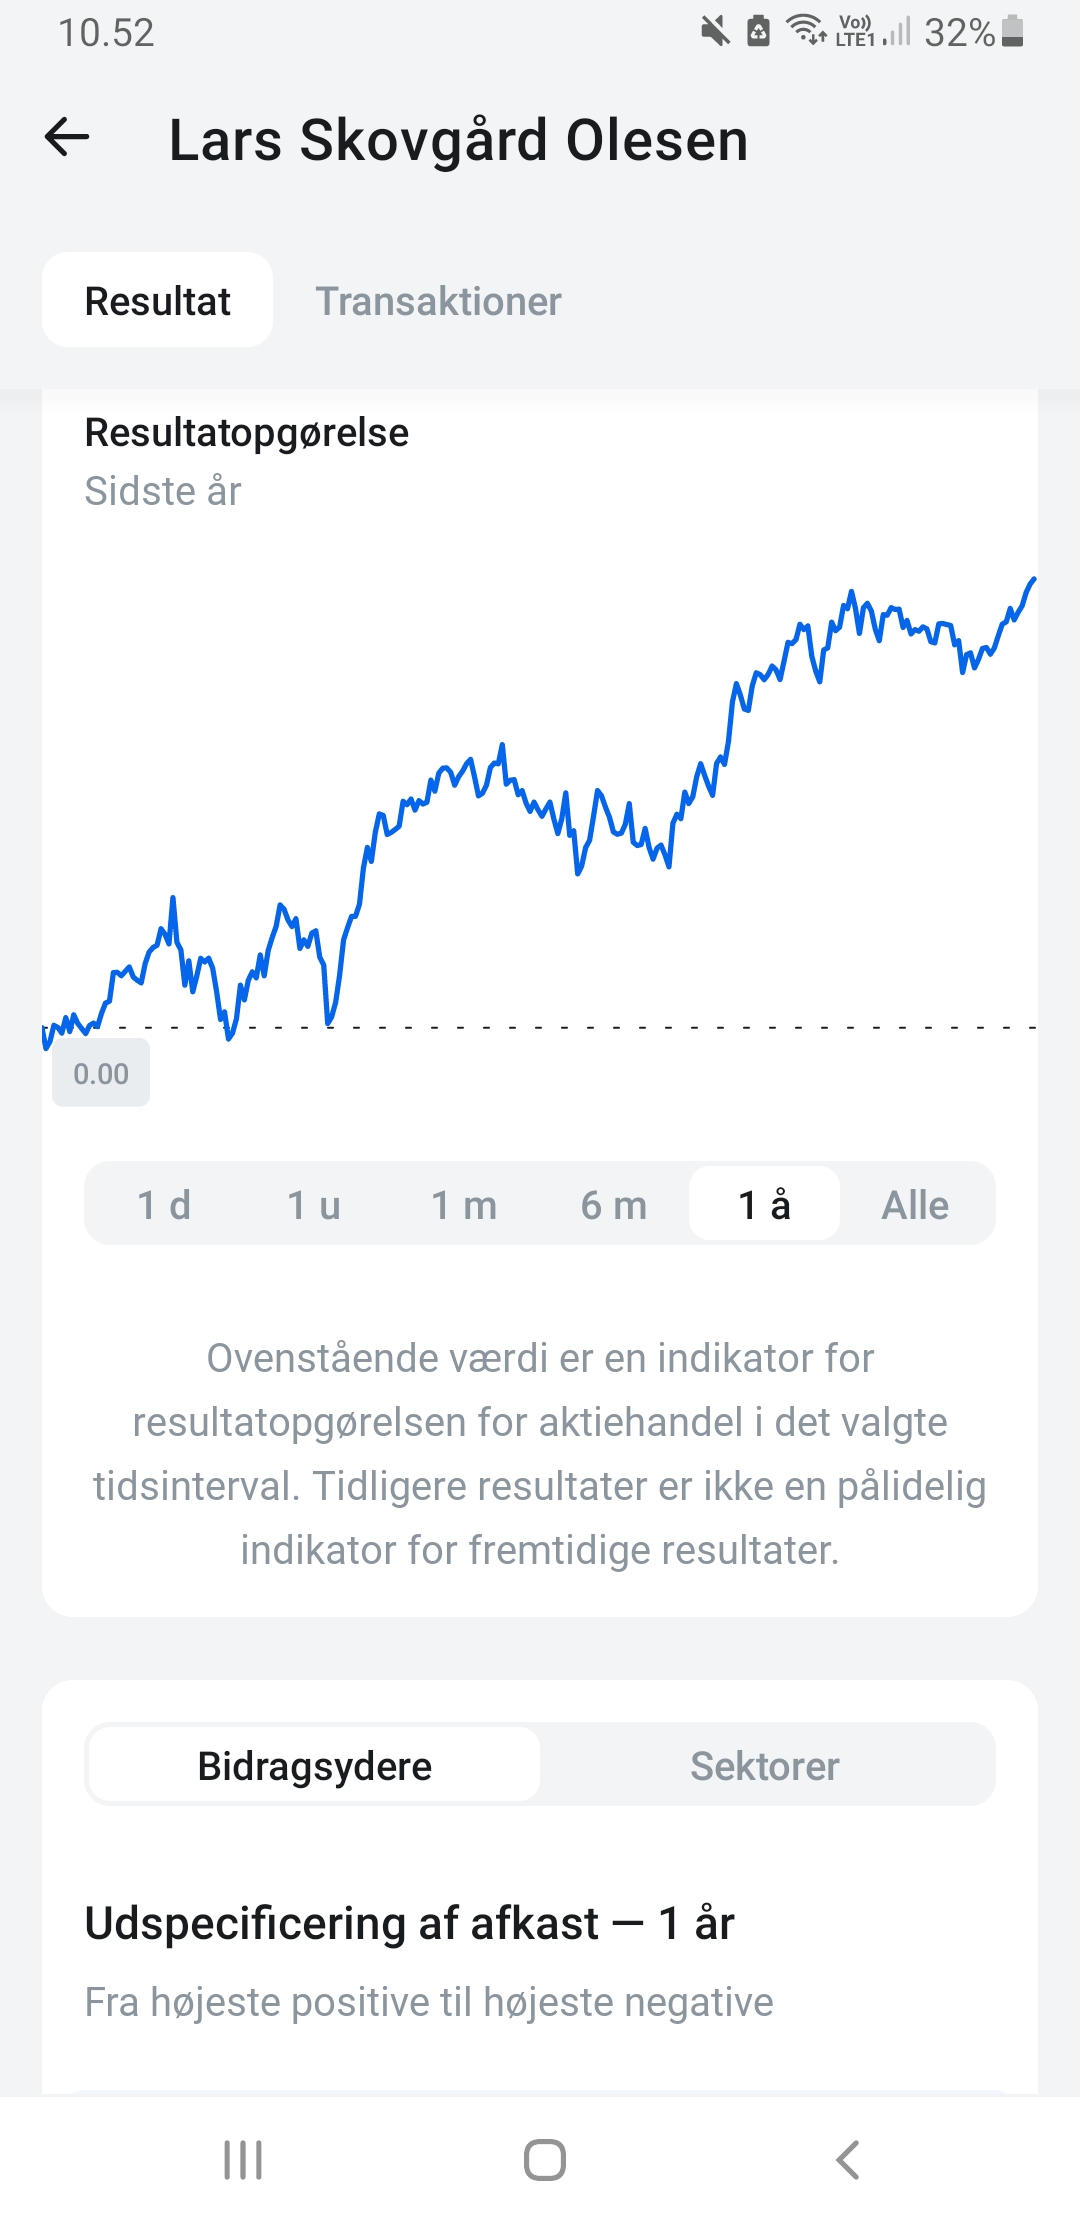 10.52
Vo)) LTE1 32%
Lars Skovgård Olesen
Resultat Transaktioner
Resultatopgørelse
Sidste år
0.00
1 d 1 u 1 m 6 m 1 å Alle
Ovenstående værdi er en indikator for
resultatopgørelsen for aktiehandel i det valgte
tidsinterval. Tidligere resultater er ikke en pålidelig
indikator for fremtidige resultater.
Bidragsydere Sektorer
Udspecificering af afkast — 1 år
Fra højeste positive til højeste negative